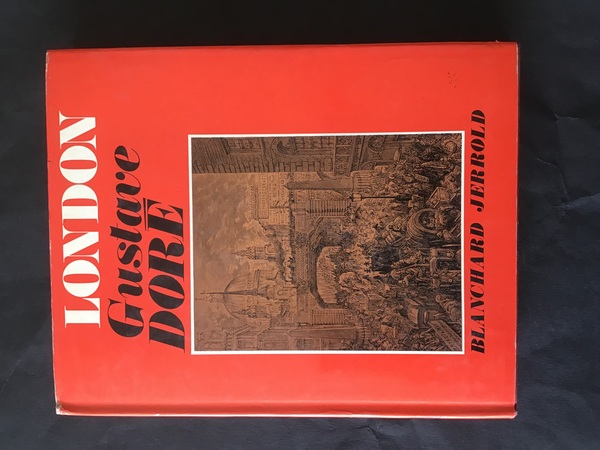 LONDON
Gustave
DORÉ
BLANCHARD JERROLD